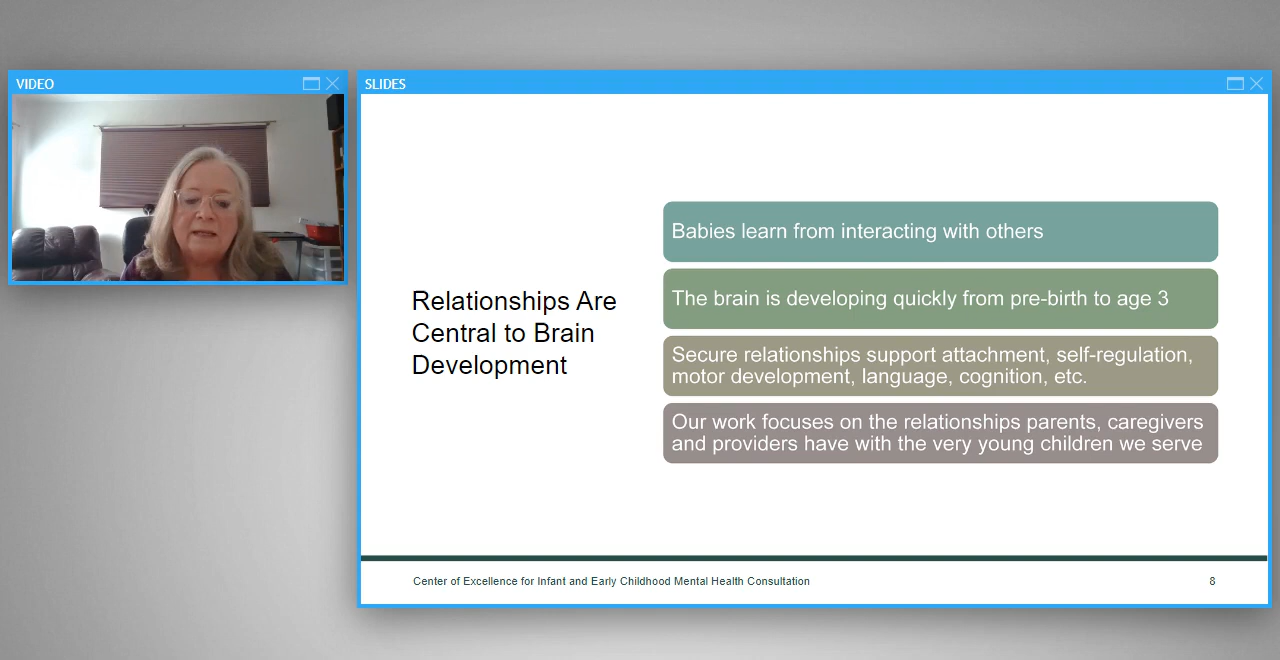 VIDEO
SLIDES
Relationships Are
Central to Brain
Development
Babies learn from interacting with others
The brain is developing quickly from pre-birth to age 3
Secure relationships support attachment, self-regulation,
motor development, language, cognition, etc.
Our work focuses on the relationships parents, caregivers
and providers have with the very young children we serve
Center of Excellence for Infant and Early Childhood Mental Health Consultation
8